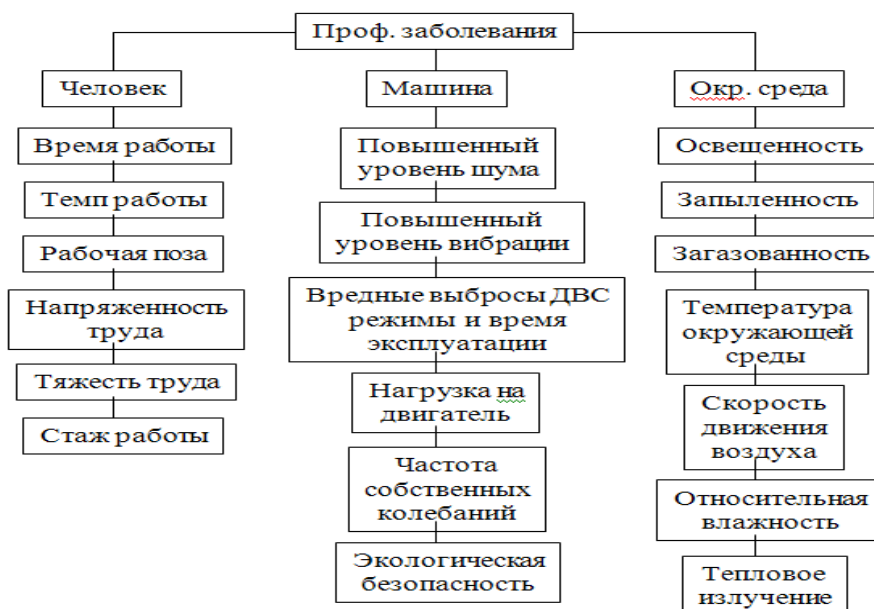 Проф. заболевания
Человек
Время работы
Темп работы
Рабочая поза
Напряженность
труда
Тяжесть труда
Стаж работы
Машина
Повышенный
уровень шума
Повышенный
уровень вибрации
Вредные выбросы ДВС
режимы и время
эксплуатации
Нагрузка на
двигатель
Частота
собственных
колебаний
Экологическая
безопасность
Окр. среда
Освещенность
Запыленность
Загазованность
Температура
окружающей
среды
Скорость
движения
воздуха
Относительная
влажность
Тепловое
излучение